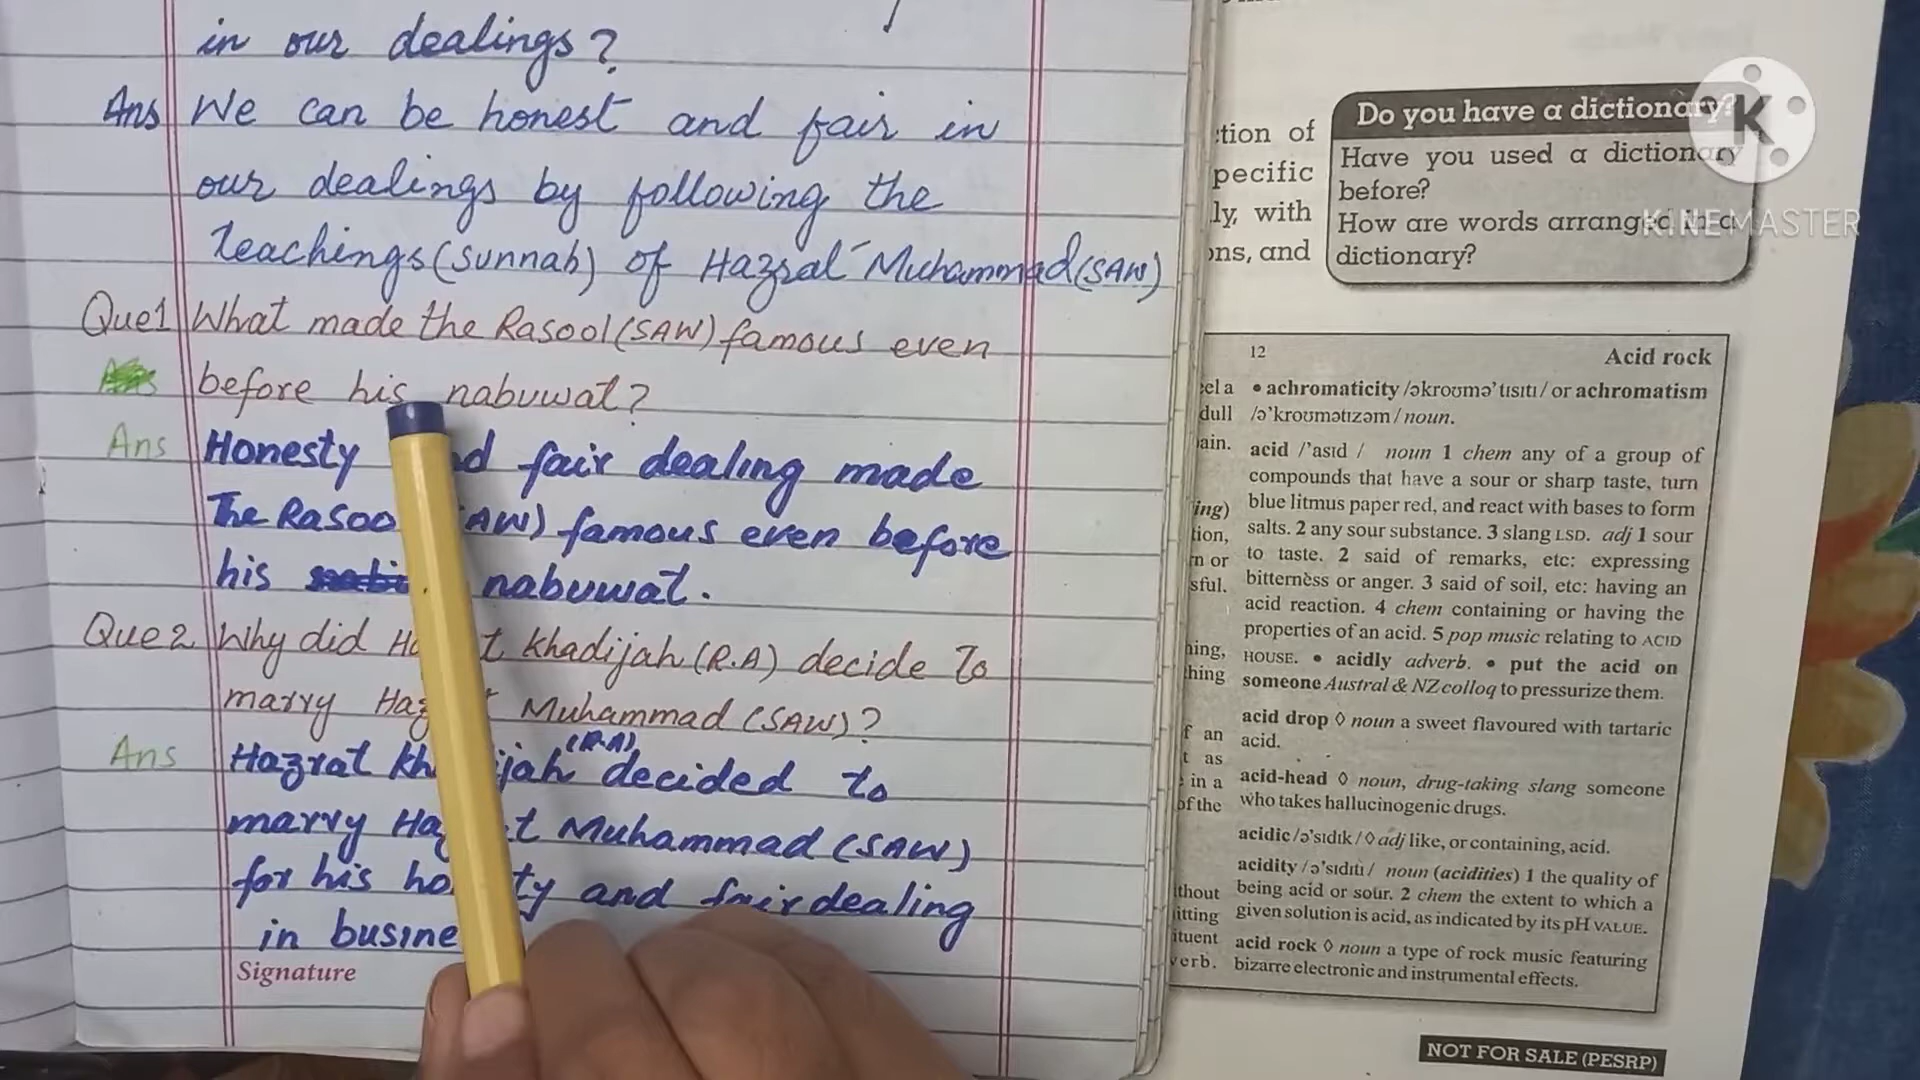 in our dealings?
Ans We can be honest and fair in
our dealings by following the
teachings (sunnah) of Hazrat Muhammad (SAW)
Que1 What made the Rasool (SAW) famous even
before his nabuwat?
Ans Honesty fair dealing made
The AW) famous even before
his nabuwat.
Que2 Why did khadijah (R.A) decide To
marry Muhammad (SAW)?
(R.A)
Ans Hazrat decided to
marry Muhammad (SAW)
for his and fair dealing
in
Signature
tion of
pecific
ly, with
ons, and
Do you have a dictionary?
Have you used a dictionary
before?
How are words arranged in a
dictionary?
K
KINEMASTER
12 Acid rock
• achromaticity /əkroʊmə'tɪsɪtɪ/ or achromatism
/ə'kroʊmətɪzəm/ noun.
acid /'asɪd / noun 1 chem any of a group of
compounds that have a sour or sharp taste, turn
blue litmus paper red, and react with bases to form
salts. 2 any sour substance. 3 slang LSD. adj 1 sour
to taste. 2 said of remarks, etc: expressing
bitterness or anger. 3 said of soil, etc: having an
acid reaction. 4 chem containing or having the
properties of an acid. 5 pop music relating to ACID
HOUSE. • acidly adverb. • put the acid on
someone Austral & NZ colloq to pressurize them.
acid drop ◊ noun a sweet flavoured with tartaric
acid.
acid-head ◊ noun, drug-taking slang someone
who takes hallucinogenic drugs.
acidic /ə'sɪdɪk / ◊ adj like, or containing, acid.
acidity /ə'sɪdɪtɪ/ noun (acidities) 1 the quality of
being acid or sour. 2 chem the extent to which a
given solution is acid, as indicated by its pH VALUE.
acid rock ◊ noun a type of rock music featuring
bizarre electronic and instrumental effects.
NOT FOR SALE (PESRP)